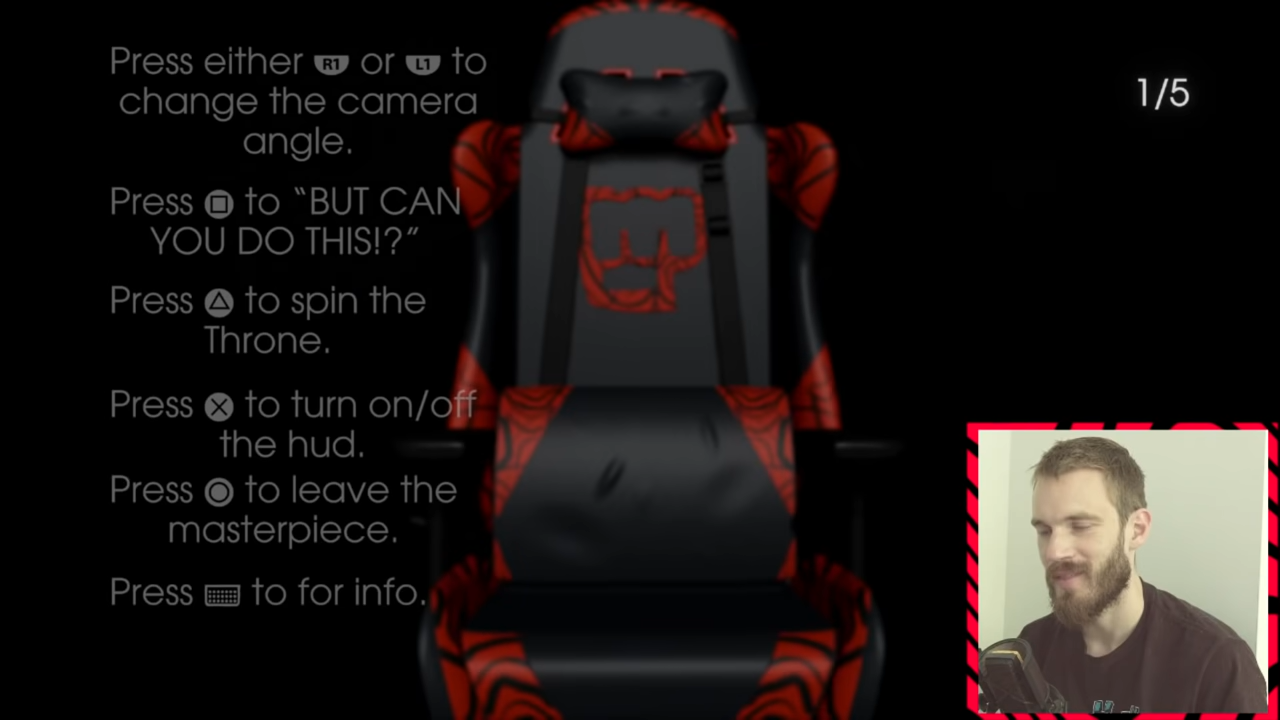 Press either R1 or L1 to
change the camera
angle.
1/5
Press to “BUT CAN
YOU DO THIS!?”
Press to spin the
Throne.
Press to turn on/off
the hud.
Press to leave the
masterpiece.
Press to for info.